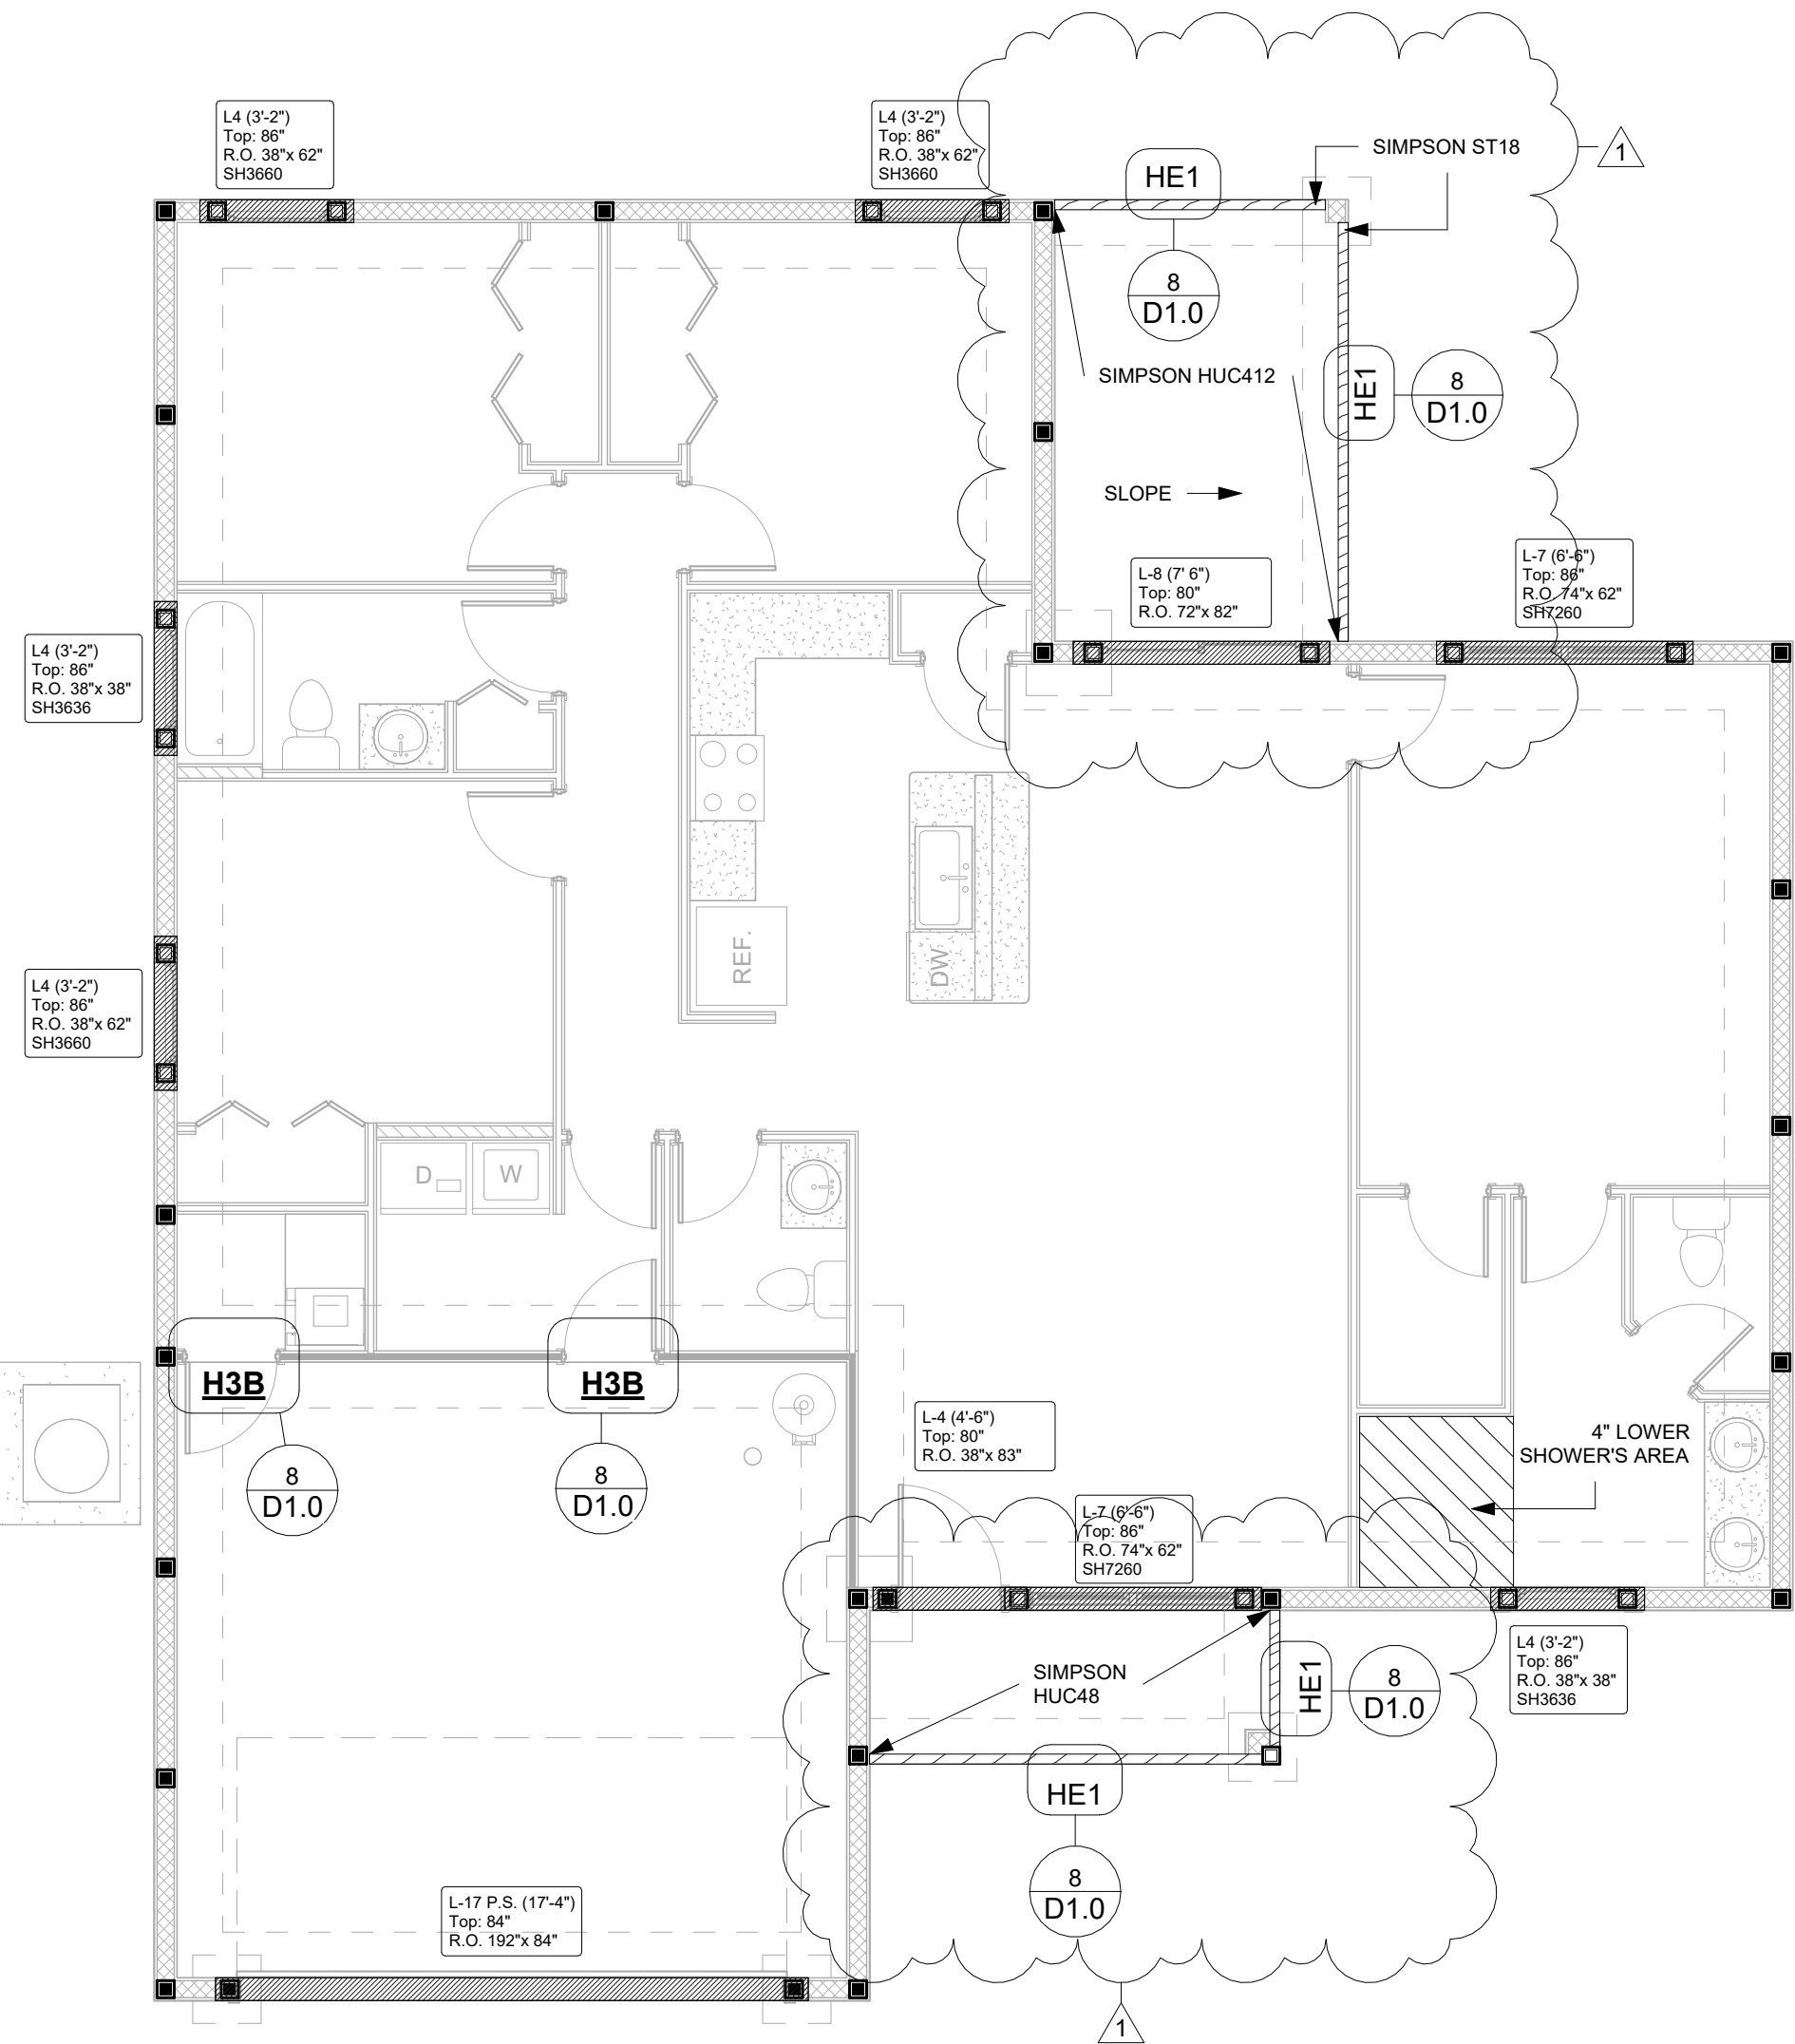 L4 (3'-2")
Top: 86"
R.O. 38"x 62"
SH3660
L4 (3'-2")
Top: 86"
R.O. 38"x 62"
SH3660
HE1
8
D1.0
SIMPSON ST18
1
SIMPSON HUC412
HE1
8
D1.0
SLOPE
L-8 (7' 6")
Top: 80"
R.O. 72"x 82"
L-7 (6'-6")
Top: 86"
R.O. 74"x 62"
SH7260
L4 (3'-2")
Top: 86"
R.O. 38"x 38"
SH3636
L4 (3'-2")
Top: 86"
R.O. 38"x 62"
SH3660
REF.
DW
D
W
H3B
8
D1.0
H3B
8
D1.0
L-4 (4'-6")
Top: 80"
R.O. 38"x 83"
4" LOWER
SHOWER'S AREA
L-7 (6'-6")
Top: 86"
R.O. 74"x 62"
SH7260
SIMPSON
HUC48
HE1
8
D1.0
L4 (3'-2")
Top: 86"
R.O. 38"x 38"
SH3636
HE1
8
D1.0
L-17 P.S. (17'-4")
Top: 84"
R.O. 192"x 84"
1